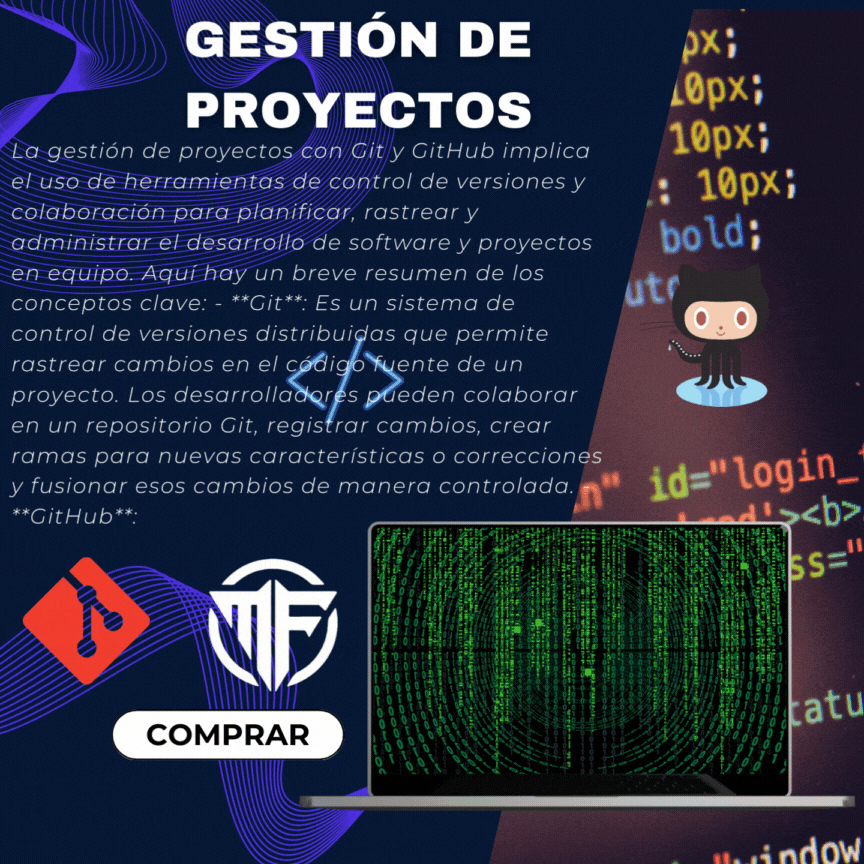 GESTIÓN DE
PROYECTOS
La gestión de proyectos con Git y GitHub implica
el uso de herramientas de control de versiones y
colaboración para planificar, rastrear y
administrar el desarrollo de software y proyectos
en equipo. Aquí hay un breve resumen de los
conceptos clave: - **Git**: Es un sistema de
control de versiones distribuidas que permite
rastrear cambios en el código fuente de un
proyecto. Los desarrolladores pueden colaborar
en un repositorio Git, registrar cambios, crear
ramas para nuevas características o correcciones
y fusionar esos cambios de manera controlada.
**GitHub**:
px;
10px;
10px;
: 10px;
bold;
</>
id="login_
><b>
MF
COMPRAR